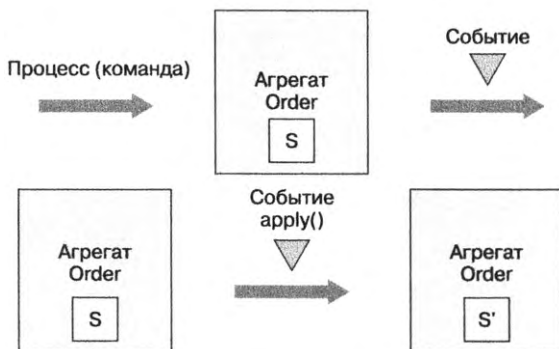 Процесс (команда)
Агрегат
Order
S
Событие
Агрегат
Order
S
Событие
apply()
Агрегат
Order
S'